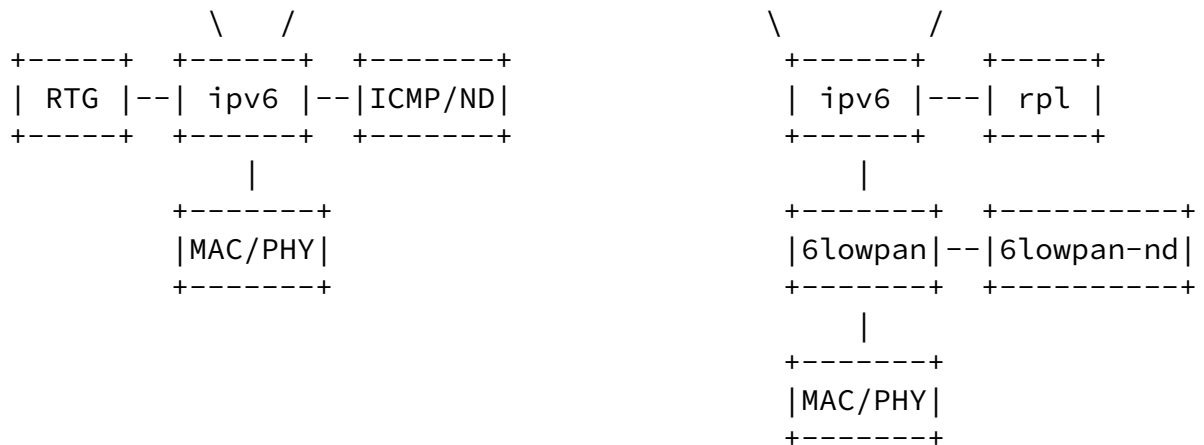 \   /                               \         /
+-----+  +------+  +-------+                     +------+    +-----+
| RTG |--| ipv6 |--|ICMP/ND|                     | ipv6 |---| rpl |
+-----+  +------+  +-------+                     +------+    +-----+
             |                                       |
         +-------+                               +-------+  +----------+
         |MAC/PHY|                               |6lowpan|--|6lowpan-nd|
         +-------+                               +-------+  +----------+
                                                     |
                                                 +-------+
                                                 |MAC/PHY|
                                                 +-------+